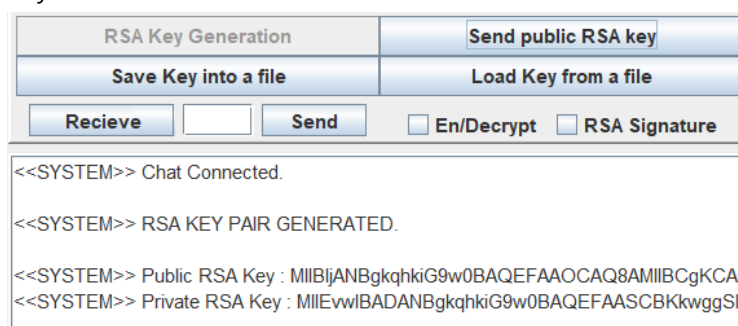 RSA Key Generation Send public RSA key
Save Key into a file Load Key from a file
Recieve Send En/Decrypt RSA Signature
<<SYSTEM>> Chat Connected.
<<SYSTEM>> RSA KEY PAIR GENERATED.
<<SYSTEM>> Public RSA Key : MIIBIjANBgkqhkiG9w0BAQEFAAOCAQ8AMIIBCgKCA
<<SYSTEM>> Private RSA Key : MIIEvwIBADANBgkqhkiG9w0BAQEFAASCBKkwggSl